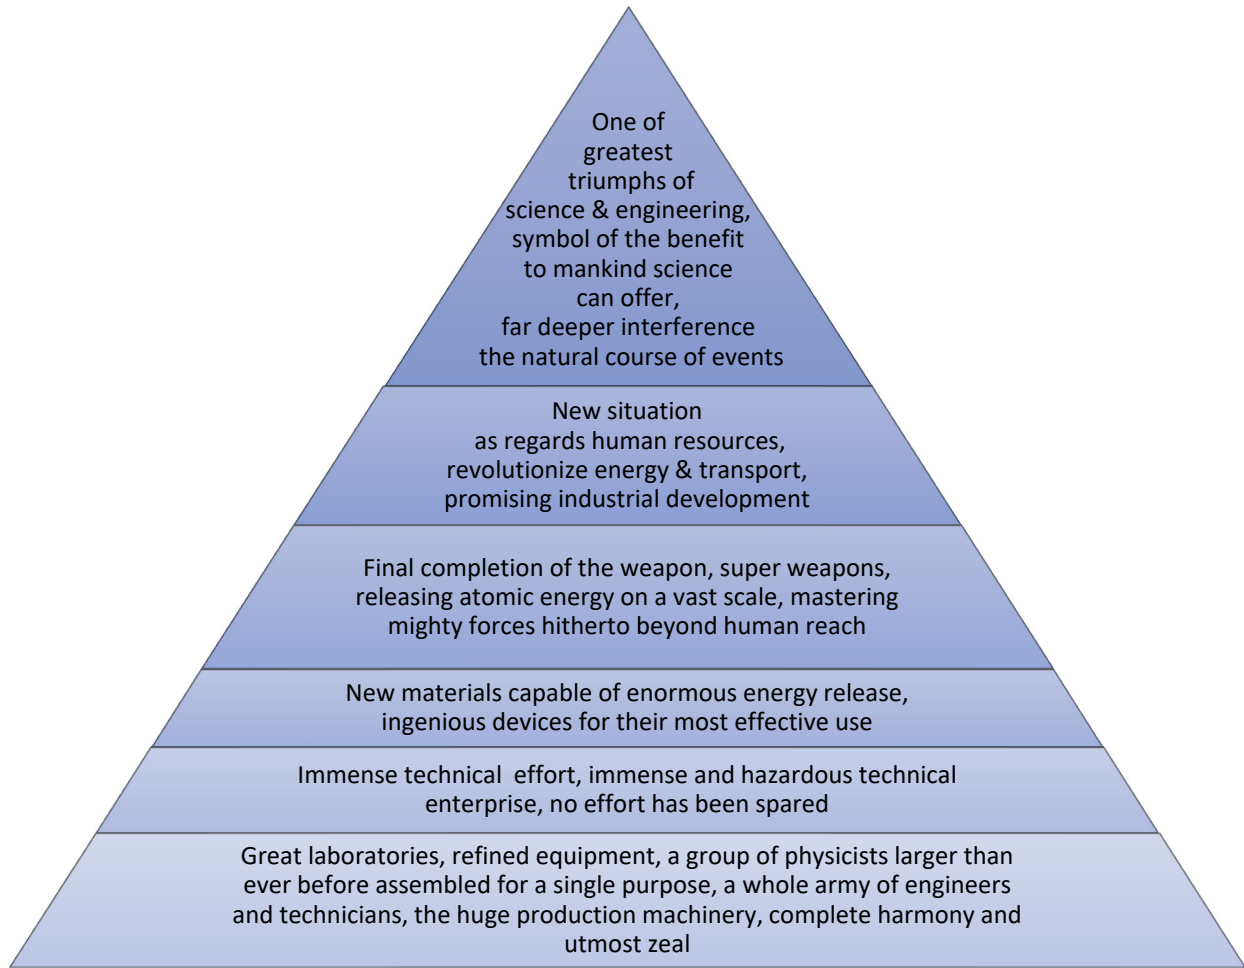 One of
greatest
triumphs of
science & engineering,
symbol of the benefit
to mankind science
can offer,
far deeper interference
the natural course of events
New situation
as regards human resources,
revolutionize energy & transport,
promising industrial development
Final completion of the weapon, super weapons,
releasing atomic energy on a vast scale, mastering
mighty forces hitherto beyond human reach
New materials capable of enormous energy release,
ingenious devices for their most effective use
Immense technical  effort, immense and hazardous technical
enterprise, no effort has been spared
Great laboratories, refined equipment, a group of physicists larger than
ever before assembled for a single purpose, a whole army of engineers
and technicians, the huge production machinery, complete harmony and
utmost zeal